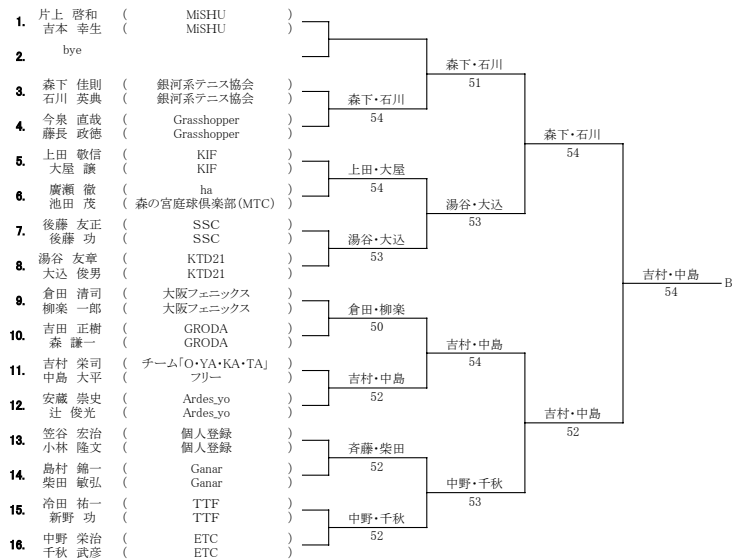 1. 片上 啓和 ( MiSHU )
吉本 幸生 ( MiSHU )
2. bye
3. 森下 佳則 ( 銀河系テニス協会 )
石川 英典 ( 銀河系テニス協会 )
4. 今泉 直哉 ( Grasshopper )
藤長 政徳 ( Grasshopper )
5. 上田 敬信 ( KIF )
大屋 譲 ( KIF )
6. 廣瀬 徹 ( ha )
池田 茂 ( 森の宮庭球倶楽部(MTC) )
7. 後藤 友正 ( SSC )
後藤 功 ( SSC )
8. 湯谷 友章 ( KTD21 )
大込 俊男 ( KTD21 )
9. 倉田 清司 ( 大阪フェニックス )
柳楽 一郎 ( 大阪フェニックス )
10. 吉田 正樹 ( GRODA )
森 謙一 ( GRODA )
11. 吉村 栄司 ( チーム「O・YA・KA・TA」 )
中島 大平 ( フリー )
12. 安蔵 崇史 ( Ardes_yo )
辻 俊光 ( Ardes_yo )
13. 笠谷 宏治 ( 個人登録 )
小林 隆文 ( 個人登録 )
14. 島村 錦一 ( Ganar )
柴田 敏弘 ( Ganar )
15. 冷田 祐一 ( TTF )
新野 功 ( TTF )
16. 中野 栄治 ( ETC )
千秋 武彦 ( ETC )
森下・石川
54
上田・大屋
54
湯谷・大込
53
倉田・柳楽
50
吉村・中島
52
斉藤・柴田
52
中野・千秋
52
森下・石川
51
湯谷・大込
53
吉村・中島
54
中野・千秋
53
森下・石川
54
吉村・中島
52
吉村・中島
54
B